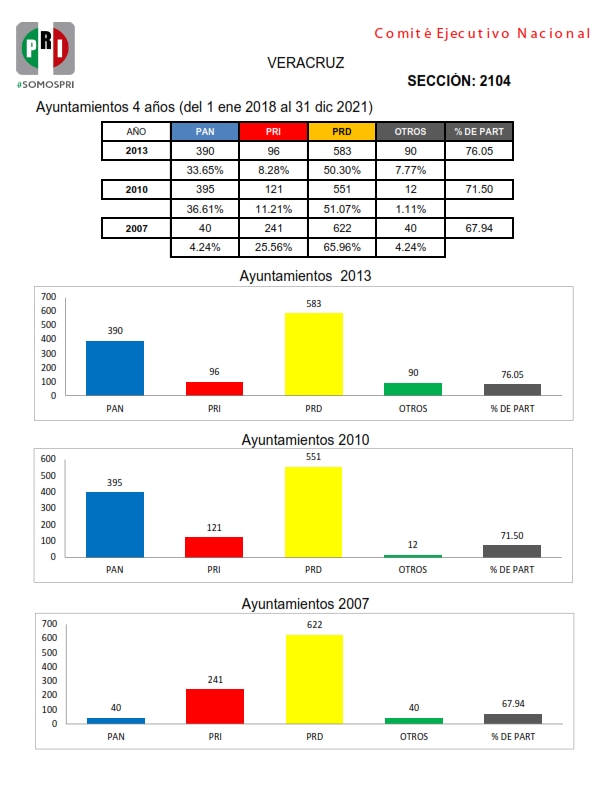 Comité Ejecutivo Nacional
PRI
#SOMOSPRI
VERACRUZ
SECCIÓN: 2104
Ayuntamientos 4 años (del 1 ene 2018 al 31 dic 2021)
AÑO PAN PRI PRD OTROS % DE PART
2013 390 96 583 90 76.05
33.65% 8.28% 50.30% 7.77%
2010 395 121 551 12 71.50
36.61% 11.21% 51.07% 1.11%
2007 40 241 622 40 67.94
4.24% 25.56% 65.96% 4.24%
Ayuntamientos 2013
700
600
500
400
300
200
100
0
390 96 583 90 76.05
PAN PRI PRD OTROS % DE PART
Ayuntamientos 2010
600
500
400
300
200
100
0
395 121 551 12 71.50
PAN PRI PRD OTROS % DE PART
Ayuntamientos 2007
700
600
500
400
300
200
100
0
40 241 622 40 67.94
PAN PRI PRD OTROS % DE PART